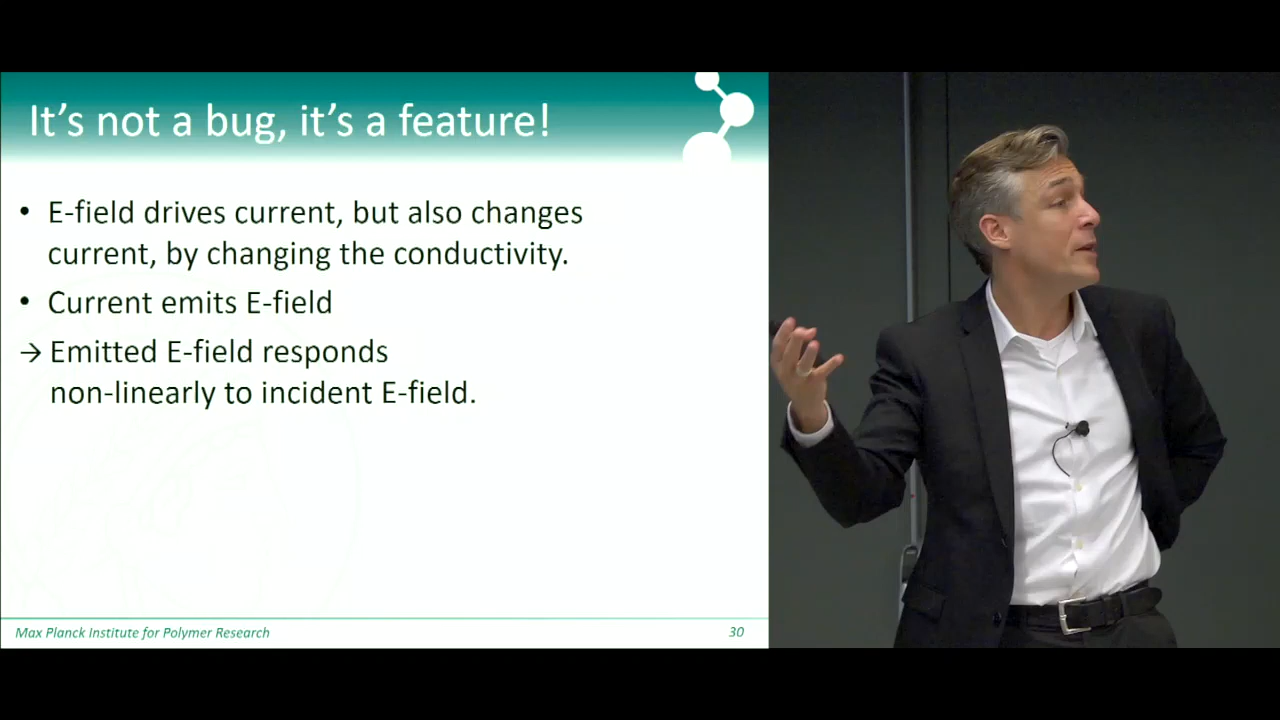 It's not a bug, it's a feature!
• E-field drives current, but also changes
current, by changing the conductivity.
• Current emits E-field
→ Emitted E-field responds
non-linearly to incident E-field.
Max Planck Institute for Polymer Research
30